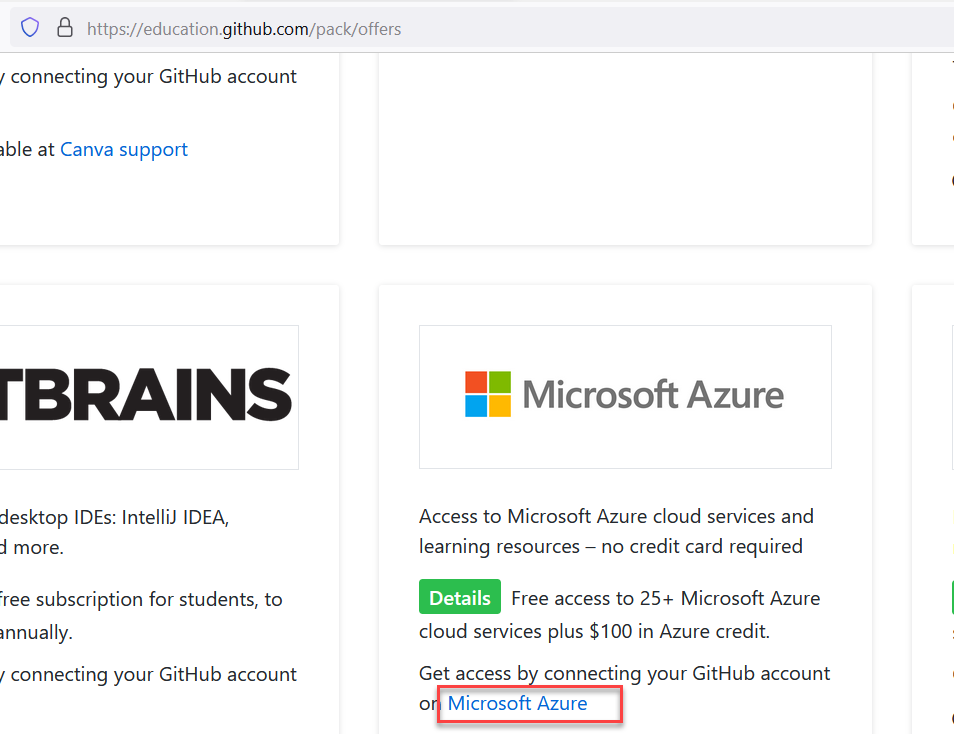 https://education.github.com/pack/offers
y connecting your GitHub account
able at Canva support
TBRAINS
desktop IDEs: IntelliJ IDEA,
d more.
free subscription for students, to
annually.
y connecting your GitHub account
Microsoft Azure
Access to Microsoft Azure cloud services and
learning resources – no credit card required
Details Free access to 25+ Microsoft Azure
cloud services plus $100 in Azure credit.
Get access by connecting your GitHub account
on Microsoft Azure